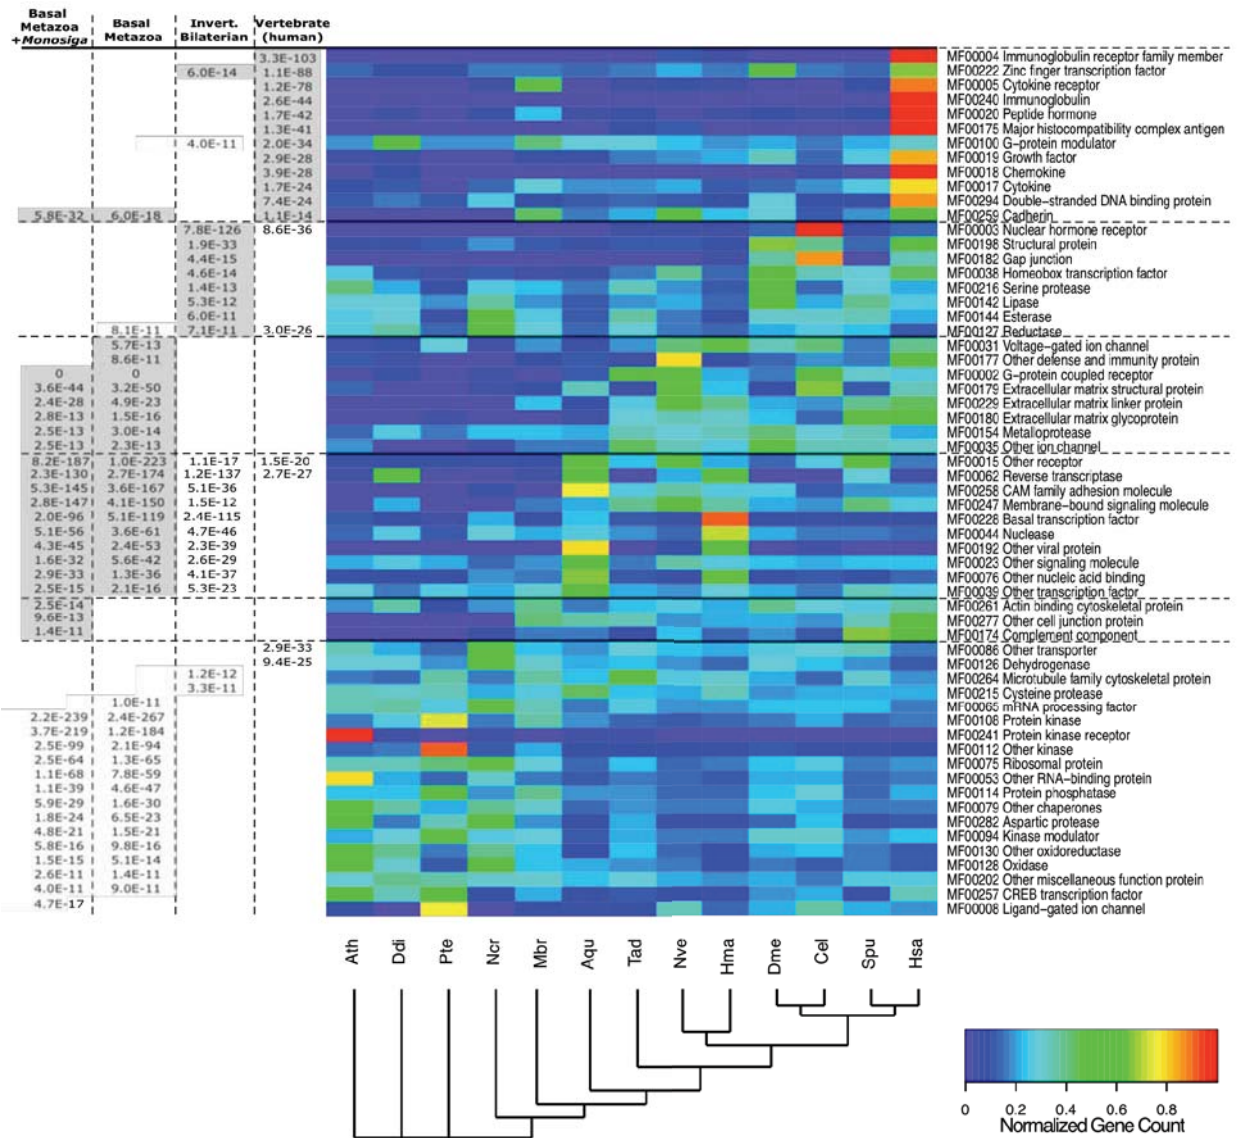 Basal Metazoa +Monosiga
Basal Metazoa
Invert. Bilaterian
Vertebrate (human)
3.3E-103 MF00004 Immunoglobulin receptor family member
6.0E-14 1.1E-88 MF00222 Zinc finger transcription factor
1.2E-78 MF00005 Cytokine receptor
2.6E-44 MF00240 Immunoglobulin
1.7E-42 MF00020 Peptide hormone
1.3E-41 MF00175 Major histocompatibility complex antigen
4.0E-11 2.0E-34 MF00100 G-protein modulator
2.9E-28 MF00019 Growth factor
3.9E-28 MF00018 Chemokine
1.7E-24 MF00017 Cytokine
7.4E-24 MF00294 Double-stranded DNA binding protein
5.8E-32 6.0E-18 1.1E-14 MF00259 Cadherin
7.8E-126 8.6E-36 MF00003 Nuclear hormone receptor
1.9E-33 MF00198 Structural protein
4.4E-15 MF00182 Gap junction
4.6E-14 MF00038 Homeobox transcription factor
1.4E-13 MF00216 Serine protease
5.3E-12 MF00142 Lipase
6.0E-11 MF00144 Esterase
8.1E-11 7.1E-11 3.0E-26 MF00127 Reductase
5.7E-13 MF00031 Voltage-gated ion channel
8.6E-11 MF00177 Other defense and immunity protein
0 0 MF00002 G-protein coupled receptor
3.6E-44 3.2E-50 MF00179 Extracellular matrix structural protein
2.4E-28 4.9E-23 MF00229 Extracellular matrix linker protein
2.8E-13 1.5E-16 MF00180 Extracellular matrix glycoprotein
2.5E-13 3.0E-14 MF00154 Metalloprotease
2.5E-13 2.3E-13 MF00035 Other ion channel
8.2E-187 1.0E-223 1.1E-17 1.5E-20 MF00015 Other receptor
2.3E-130 2.7E-174 1.2E-137 2.7E-27 MF00062 Reverse transcriptase
5.3E-145 3.6E-167 5.1E-36 MF00258 CAM family adhesion molecule
2.8E-147 4.1E-150 1.5E-12 MF00247 Membrane-bound signaling molecule
2.0E-96 5.1E-119 2.4E-115 MF00228 Basal transcription factor
5.1E-56 3.6E-61 4.7E-46 MF00044 Nuclease
4.3E-45 2.4E-53 2.3E-39 MF00192 Other viral protein
1.6E-32 5.6E-42 2.6E-29 MF00023 Other signaling molecule
2.9E-33 1.3E-36 4.1E-37 MF00076 Other nucleic acid binding
2.5E-15 2.1E-16 5.3E-23 MF00039 Other transcription factor
2.5E-14 MF00261 Actin binding cytoskeletal protein
9.6E-13 MF00277 Other cell junction protein
1.4E-11 MF00174 Complement component
2.9E-33 MF00086 Other transporter
9.4E-25 MF00126 Dehydrogenase
1.2E-12 MF00264 Microtubule family cytoskeletal protein
3.3E-11 MF00215 Cysteine protease
1.0E-11 MF00065 mRNA processing factor
2.2E-239 2.4E-267 MF00108 Protein kinase
3.7E-219 1.2E-184 MF00241 Protein kinase receptor
2.5E-99 2.1E-94 MF00112 Other kinase
2.5E-64 1.3E-65 MF00075 Ribosomal protein
1.1E-68 7.8E-59 MF00053 Other RNA-binding protein
1.1E-39 4.6E-47 MF00114 Protein phosphatase
5.9E-29 1.6E-30 MF00079 Other chaperones
1.8E-24 6.5E-23 MF00282 Aspartic protease
4.8E-21 1.5E-21 MF00094 Kinase modulator
5.8E-16 9.8E-16 MF00130 Other oxidoreductase
1.5E-15 5.1E-14 MF00128 Oxidase
2.6E-11 1.4E-11 MF00202 Other miscellaneous function protein
4.0E-11 9.0E-11 MF00257 CREB transcription factor
4.7E-17 MF00008 Ligand-gated ion channel
Ath Ddi Pte Ncr Mbr Aqu Tad Nve Hma Dme Cel Spu Hsa
0 0.2 0.4 0.6 0.8
Normalized Gene Count